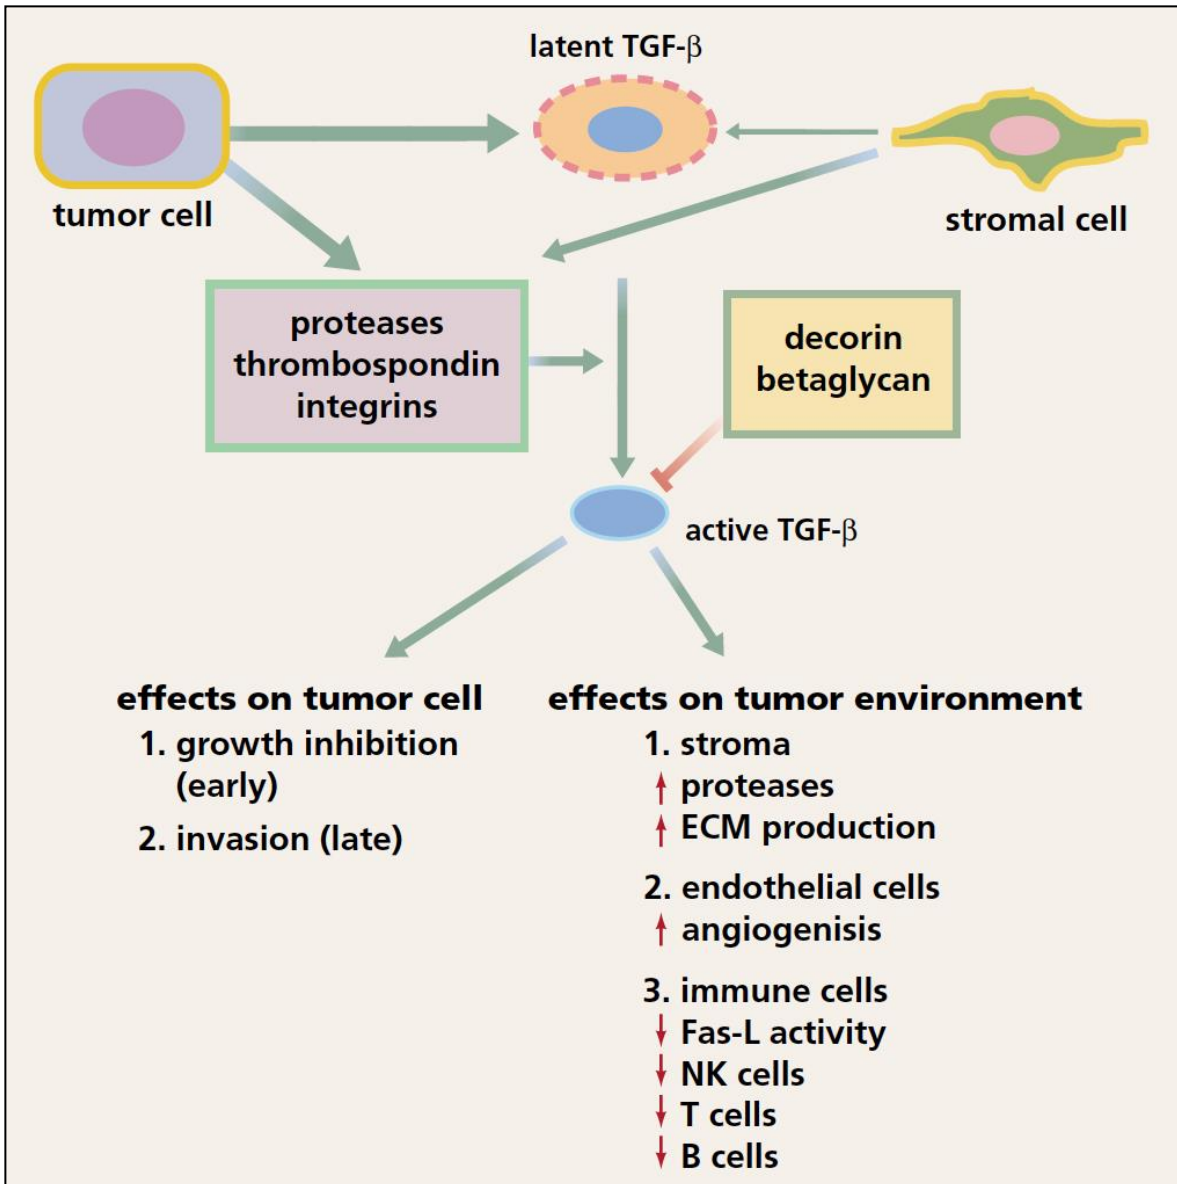 latent TGF-β
tumor cell
stromal cell
proteases
thrombospondin
integrins
decorin
betaglycan
active TGF-β
effects on tumor cell
1. growth inhibition
(early)
2. invasion (late)
effects on tumor environment
1. stroma
↑ proteases
↑ ECM production
2. endothelial cells
↑ angiogenisis
3. immune cells
↓ Fas-L activity
↓ NK cells
↓ T cells
↓ B cells